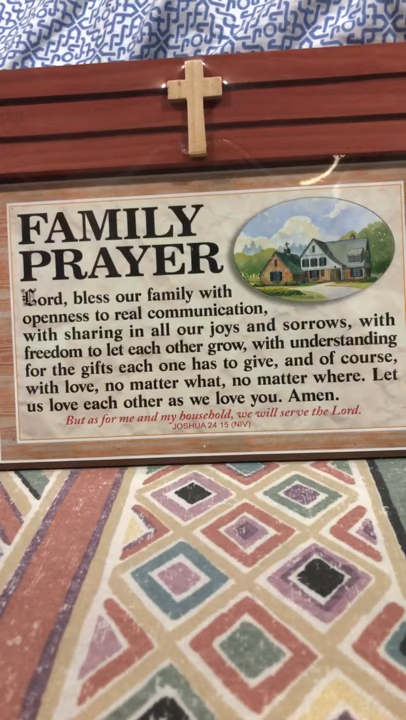 FAMILY
PRAYER
Lord, bless our family with
openness to real communication,
with sharing in all our joys and sorrows, with
freedom to let each other grow, with understanding
for the gifts each one has to give, and of course,
with love, no matter what, no matter where. Let
us love each other as we love you. Amen.
But as for me and my household, we will serve the Lord.
JOSHUA 24 15 (NIV)